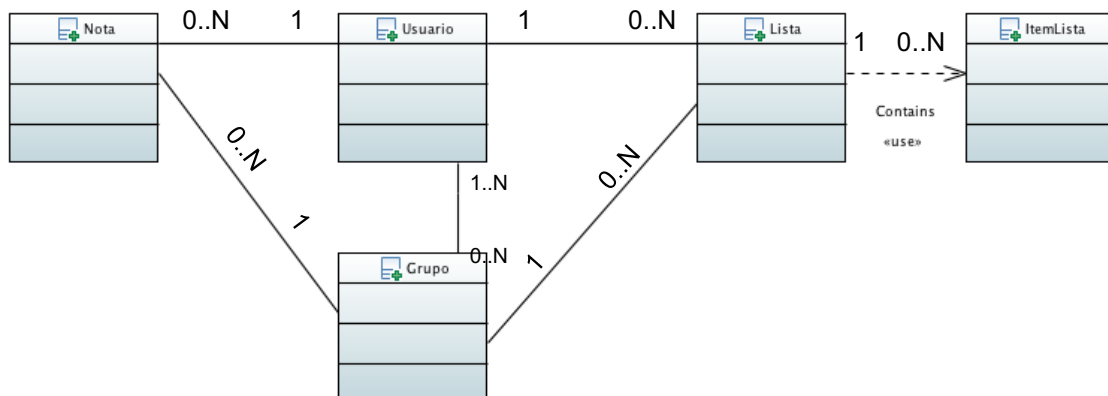 Nota
0..N
1
Usuario
1
0..N
Lista
1
0..N
ItemLista
Contains
«use»
0..N
1
1..N
0..N
0..N
1
Grupo